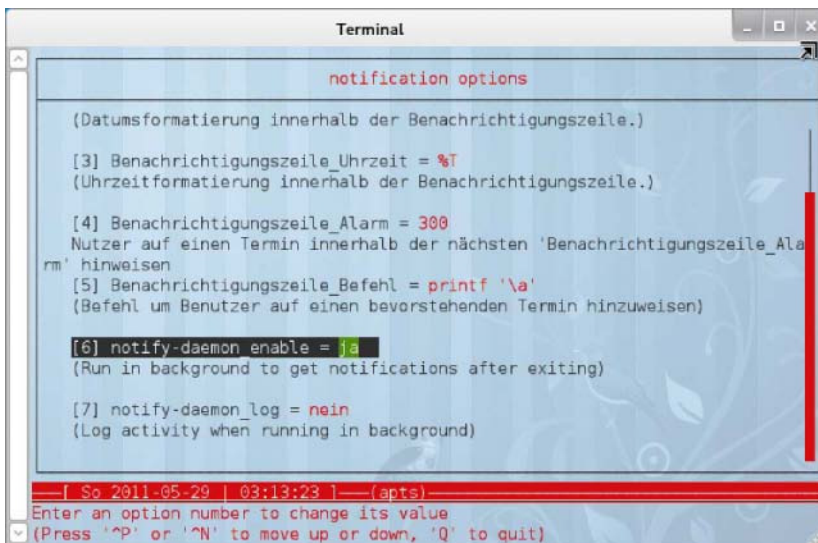 Terminal
notification options
(Datumsformatierung innerhalb der Benachrichtigungszeile.)
[3] Benachrichtigungszeile_Uhrzeit = %T
(Uhrzeitformatierung innerhalb der Benachrichtigungszeile.)
[4] Benachrichtigungszeile_Alarm = 300
Nutzer auf einen Termin innerhalb der nächsten 'Benachrichtigungszeile_Ala
rm' hinweisen
[5] Benachrichtigungszeile_Befehl = printf '\a'
(Befehl um Benutzer auf einen bevorstehenden Termin hinzuweisen)
[6] notify-daemon_enable = ja
(Run in background to get notifications after exiting)
[7] notify-daemon_log = nein
(Log activity when running in background)
[ So 2011-05-29 | 03:13:23 ]——(apts)
Enter an option number to change its value
(Press '^P' or '^N' to move up or down, 'Q' to quit)